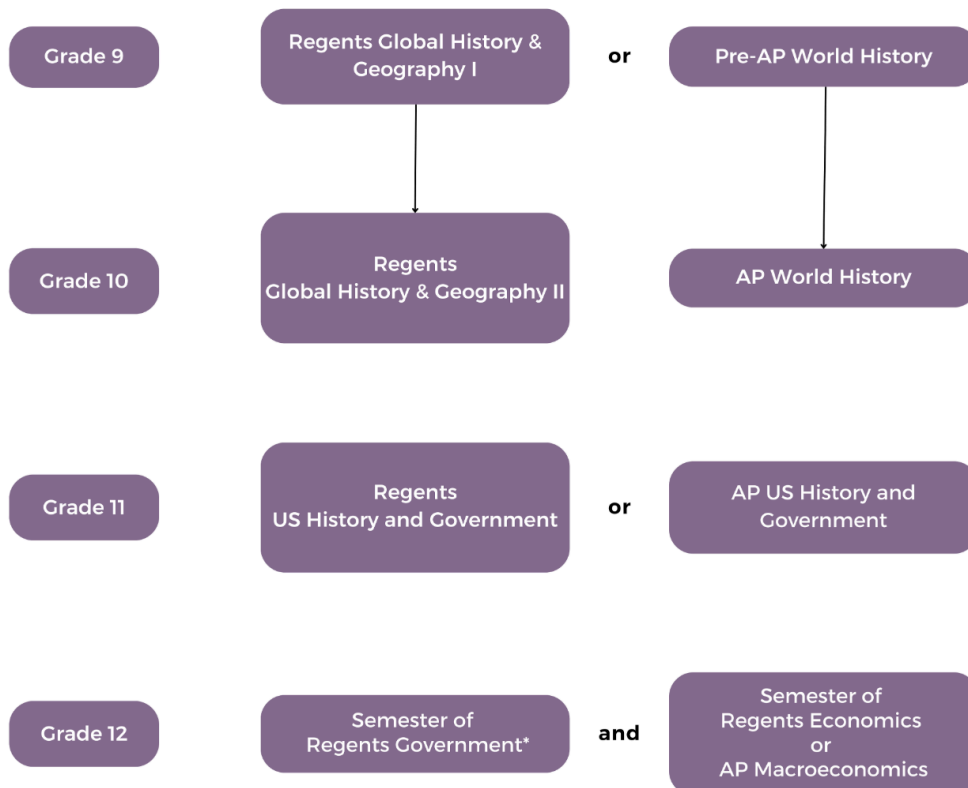 Grade 9
Regents Global History &
Geography I
or
Pre-AP World History
Grade 10
Regents
Global History & Geography II
AP World History
Grade 11
Regents
US History and Government
or
AP US History and
Government
Grade 12
Semester of
Regents Government*
and
Semester of
Regents Economics
or
AP Macroeconomics